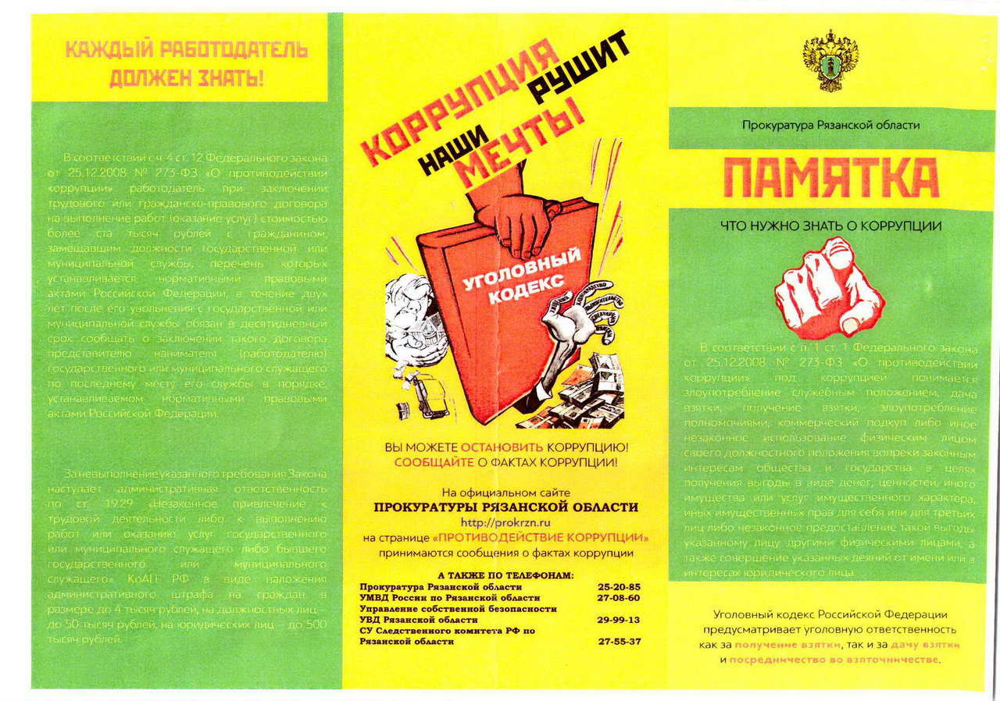 КАЖДЫЙ РАБОТОДАТЕЛЬ
ДОЛЖЕН ЗНАТЬ!
В соответствии с ч. 4 ст. 12 Федерального закона
от 25.12.2008 № 273-ФЗ «О противодействии
коррупции» работодатель при заключении
трудового или гражданско-правового договора
на выполнение работ (оказание услуг) стоимостью
более ста тысяч рублей с гражданином,
замещавшим должности государственной или
муниципальной службы, перечень которых
устанавливается нормативными правовыми
актами Российской Федерации, в течение двух
лет после его увольнения с государственной или
муниципальной службы обязан в десятидневный
срок сообщать о заключении такого договора
представителю нанимателя (работодателю)
государственного или муниципального служащего
по последнему месту его службы в порядке,
устанавливаемом нормативными правовыми
актами Российской Федерации.
За невыполнение указанного требования Закона
наступает административная ответственность
по ст. 19.29 «Незаконное привлечение к
трудовой деятельности либо к выполнению
работ или оказанию услуг государственного
или муниципального служащего либо бывшего
государственного или муниципального
служащего» КоАП РФ в виде наложения
административного штрафа на граждан в
размере до 4 тысяч рублей, на должностных лиц –
до 50 тысяч рублей, на юридических лиц – до 500
тысяч рублей.
КОРРУПЦИЯ
РУШИТ
НАШИ
МЕЧТЫ
УГОЛОВНЫЙ
КОДЕКС
ВЫ МОЖЕТЕ ОСТАНОВИТЬ КОРРУПЦИЮ!
СООБЩАЙТЕ О ФАКТАХ КОРРУПЦИИ!
На официальном сайте
ПРОКУРАТУРЫ РЯЗАНСКОЙ ОБЛАСТИ
http://prokrzn.ru
на странице «ПРОТИВОДЕЙСТВИЕ КОРРУПЦИИ»
принимаются сообщения о фактах коррупции
А ТАКЖЕ ПО ТЕЛЕФОНАМ:
Прокуратура Рязанской области 25-20-85
УМВД России по Рязанской области 27-08-60
Управление собственной безопасности
УВД Рязанской области 29-99-13
СУ Следственного комитета РФ по
Рязанской области 27-55-37
Прокуратура Рязанской области
ПАМЯТКА
ЧТО НУЖНО ЗНАТЬ О КОРРУПЦИИ
В соответствии с п. 1 ст. 1 Федерального закона
от 25.12.2008 № 273-ФЗ «О противодействии
коррупции» под коррупцией понимается
злоупотребление служебным положением, дача
взятки, получение взятки, злоупотребление
полномочиями, коммерческий подкуп либо иное
незаконное использование физическим лицом
своего должностного положения вопреки законным
интересам общества и государства в целях
получения выгоды в виде денег, ценностей, иного
имущества или услуг имущественного характера,
иных имущественных прав для себя или для третьих
лиц либо незаконное предоставление такой выгоды
указанному лицу другими физическими лицами, а
также совершение указанных деяний от имени или в
интересах юридического лица.
Уголовный кодекс Российской Федерации
предусматривает уголовную ответственность
как за получение взятки, так и за дачу взятки
и посредничество во взяточничестве.